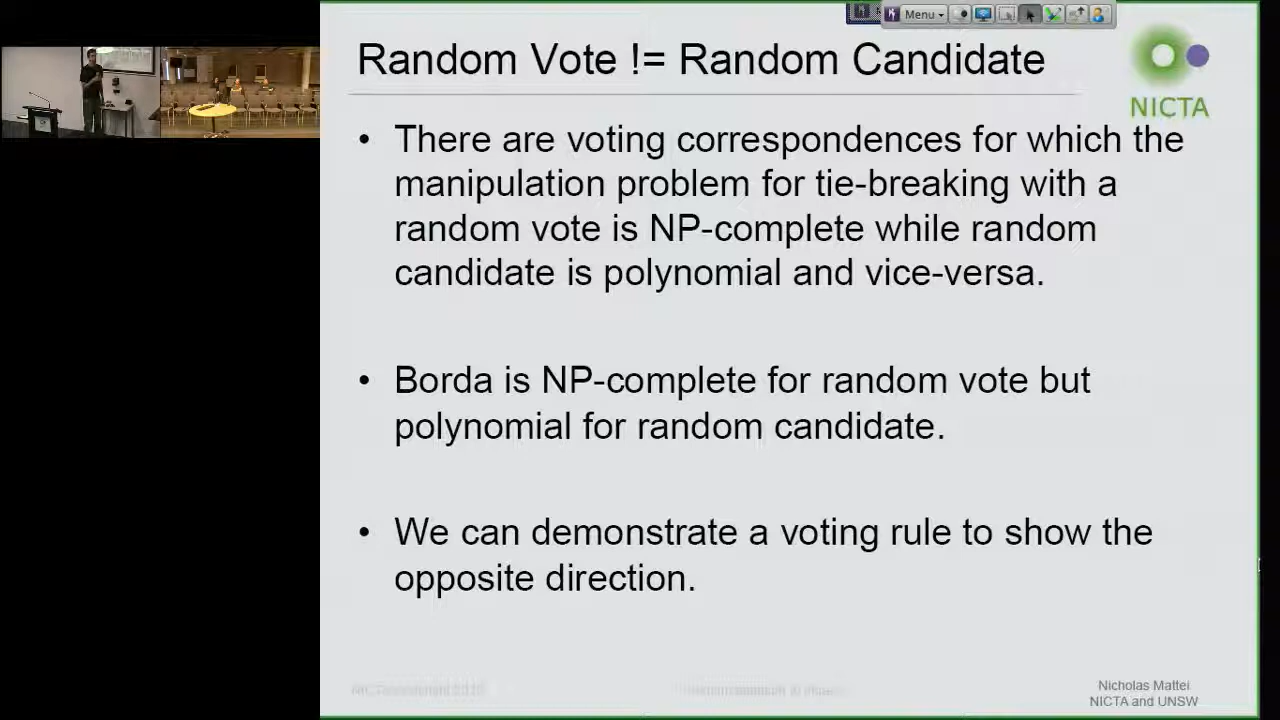 Menu
Random Vote != Random Candidate
NICTA
• There are voting correspondences for which the
manipulation problem for tie-breaking with a
random vote is NP-complete while random
candidate is polynomial and vice-versa.
• Borda is NP-complete for random vote but
polynomial for random candidate.
• We can demonstrate a voting rule to show the
opposite direction.
Nicholas Mattei
NICTA and UNSW